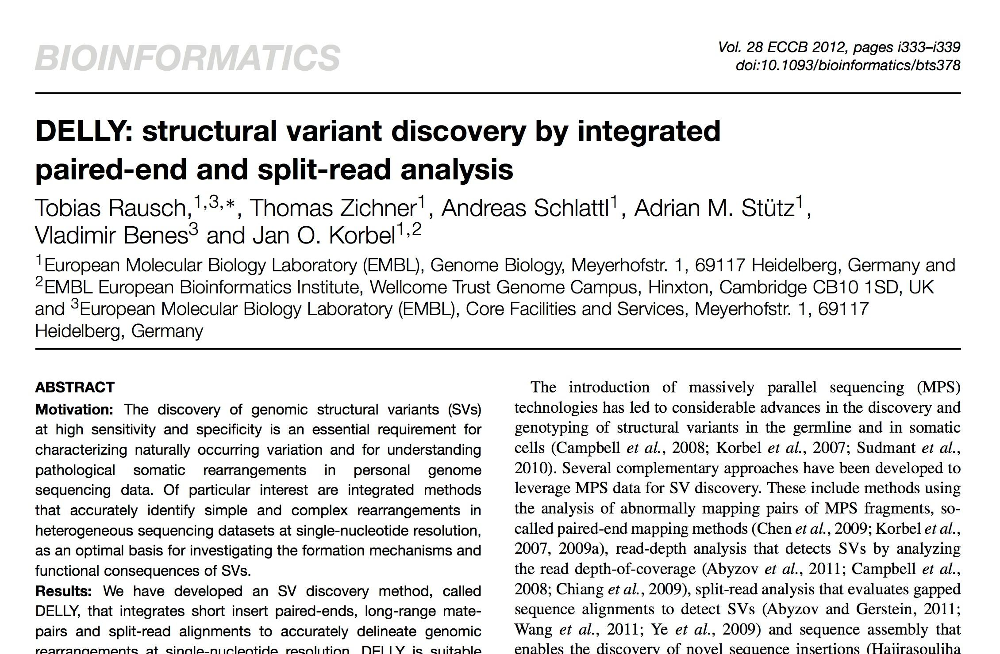 BIOINFORMATICS
Vol. 28 ECCB 2012, pages i333–i339
doi:10.1093/bioinformatics/bts378
DELLY: structural variant discovery by integrated
paired-end and split-read analysis
Tobias Rausch,1,3,*, Thomas Zichner1, Andreas Schlattl1, Adrian M. Stütz1,
Vladimir Benes3 and Jan O. Korbel1,2
1European Molecular Biology Laboratory (EMBL), Genome Biology, Meyerhofstr. 1, 69117 Heidelberg, Germany and
2EMBL European Bioinformatics Institute, Wellcome Trust Genome Campus, Hinxton, Cambridge CB10 1SD, UK
and 3European Molecular Biology Laboratory (EMBL), Core Facilities and Services, Meyerhofstr. 1, 69117
Heidelberg, Germany
ABSTRACT
Motivation: The discovery of genomic structural variants (SVs)
at high sensitivity and specificity is an essential requirement for
characterizing naturally occurring variation and for understanding
pathological somatic rearrangements in personal genome
sequencing data. Of particular interest are integrated methods
that accurately identify simple and complex rearrangements in
heterogeneous sequencing datasets at single-nucleotide resolution,
as an optimal basis for investigating the formation mechanisms and
functional consequences of SVs.
Results: We have developed an SV discovery method, called
DELLY, that integrates short insert paired-ends, long-range mate-
pairs and split-read alignments to accurately delineate genomic
rearrangements at single-nucleotide resolution. DELLY is suitable
The introduction of massively parallel sequencing (MPS)
technologies has led to considerable advances in the discovery and
genotyping of structural variants in the germline and in somatic
cells (Campbell et al., 2008; Korbel et al., 2007; Sudmant et al.,
2010). Several complementary approaches have been developed to
leverage MPS data for SV discovery. These include methods using
the analysis of abnormally mapping pairs of MPS fragments, so-
called paired-end mapping methods (Chen et al., 2009; Korbel et al.,
2007, 2009a), read-depth analysis that detects SVs by analyzing
the read depth-of-coverage (Abyzov et al., 2011; Campbell et al.,
2008; Chiang et al., 2009), split-read analysis that evaluates gapped
sequence alignments to detect SVs (Abyzov and Gerstein, 2011;
Wang et al., 2011; Ye et al., 2009) and sequence assembly that
enables the discovery of novel sequence insertions (Hajirasouliha